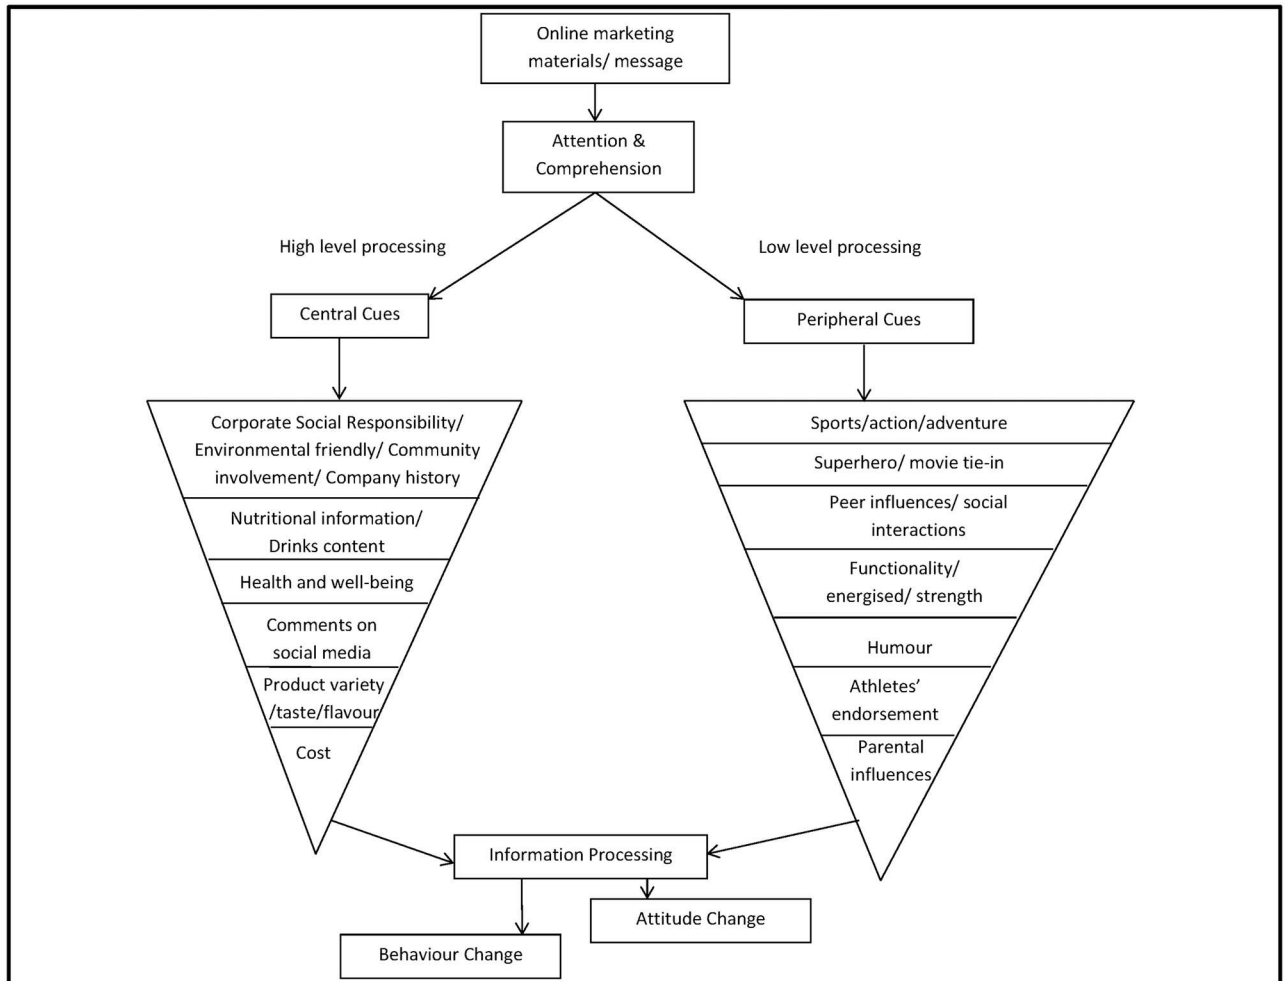 Online marketing
materials/ message
Attention &
Comprehension
High level processing
Low level processing
Central Cues
Peripheral Cues
Corporate Social Responsibility/
Environmental friendly/ Community
involvement/ Company history
Nutritional information/
Drinks content
Health and well-being
Comments on
social media
Product variety
/taste/flavour
Cost
Sports/action/adventure
Superhero/ movie tie-in
Peer influences/ social
interactions
Functionality/
energised/ strength
Humour
Athletes’
endorsement
Parental
influences
Information Processing
Attitude Change
Behaviour Change